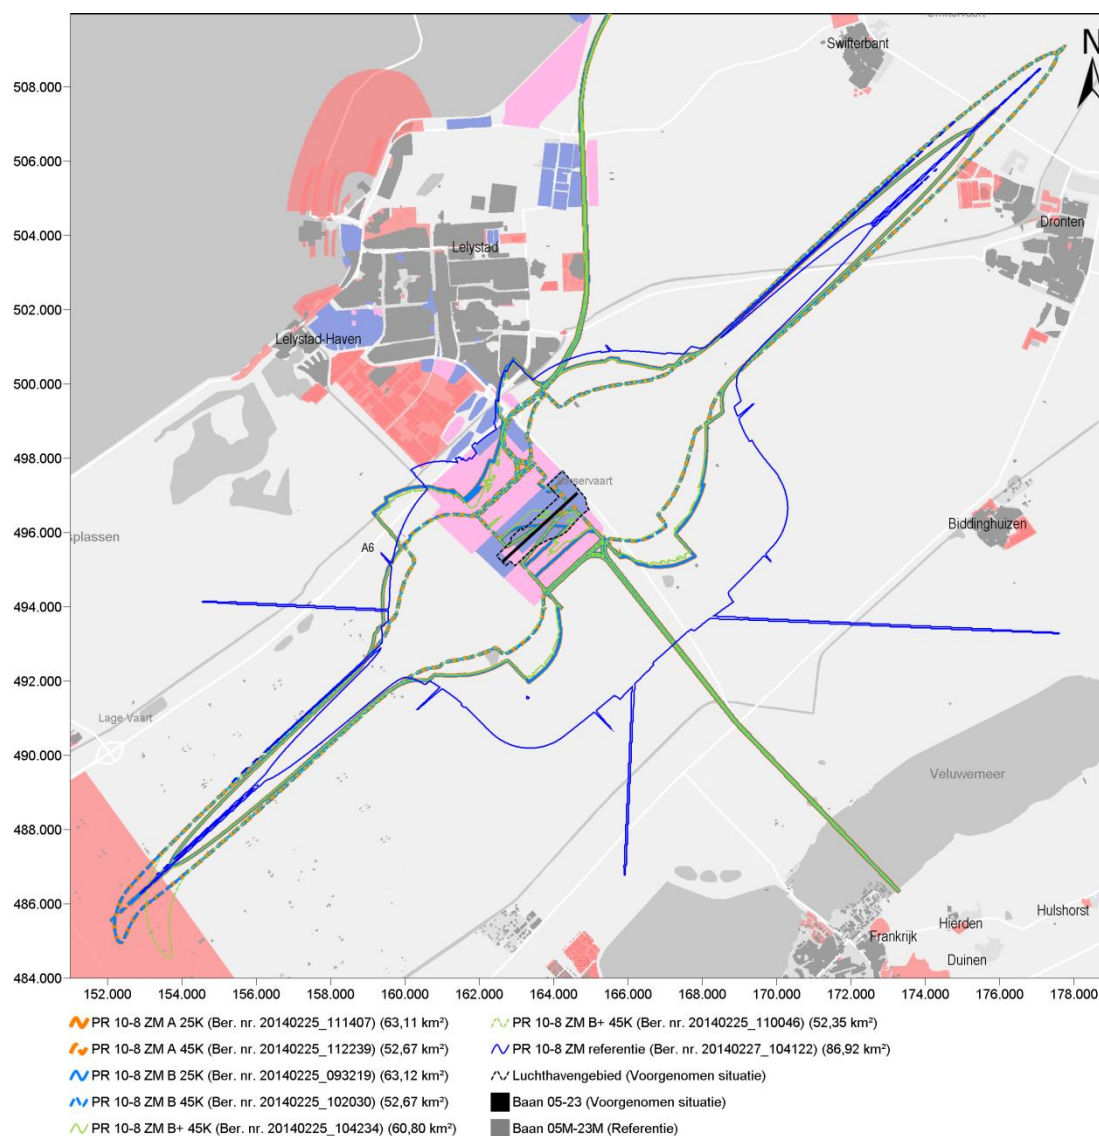 508.000
506.000
504.000
502.000
500.000
498.000
496.000
494.000
492.000
490.000
488.000
486.000
484.000
Swifterbant
N
Dronten
Lelystad
Lelystad-Haven
Biddinghuizen
splassen
A6
Lage Vaart
Veluwemeer
Frankrijk
Hierden
Hulshorst
Duinen
152.000 154.000 156.000 158.000 160.000 162.000 164.000 166.000 168.000 170.000 172.000 174.000 176.000 178.000
PR 10-8 ZM A 25K (Ber. nr. 20140225_111407) (63,11 km²)
PR 10-8 ZM A 45K (Ber. nr. 20140225_112239) (52,67 km²)
PR 10-8 ZM B 25K (Ber. nr. 20140225_093219) (63,12 km²)
PR 10-8 ZM B 45K (Ber. nr. 20140225_102030) (52,67 km²)
PR 10-8 ZM B+ 45K (Ber. nr. 20140225_104234) (60,80 km²)
PR 10-8 ZM B+ 45K (Ber. nr. 20140225_110046) (52,35 km²)
PR 10-8 ZM referentie (Ber. nr. 20140227_104122) (86,92 km²)
Luchthavengebied (Voorgenomen situatie)
Baan 05-23 (Voorgenomen situatie)
Baan 05M-23M (Referentie)